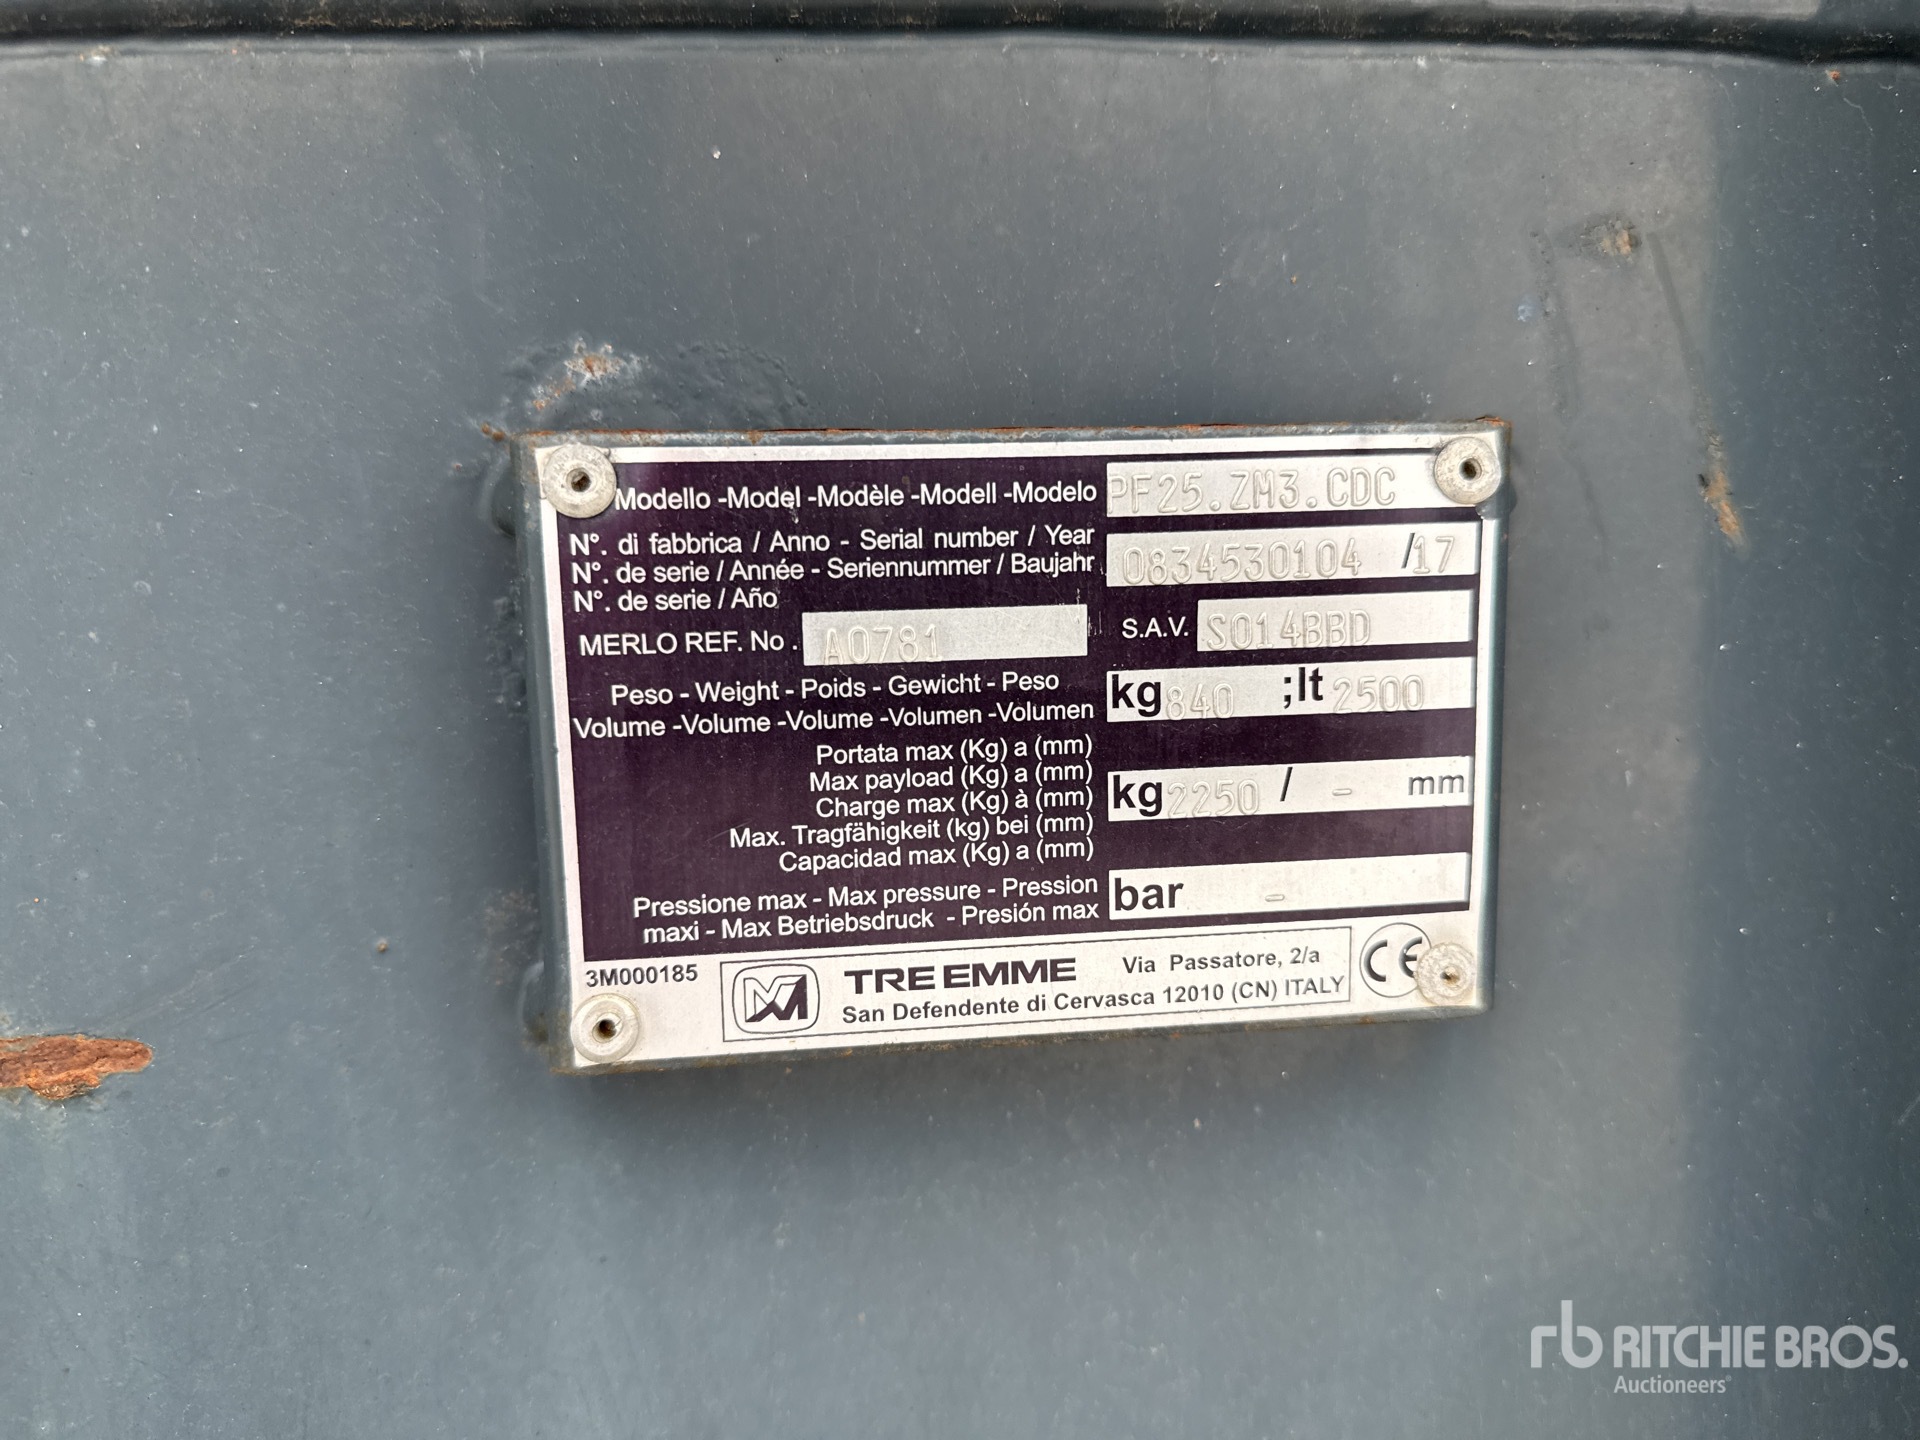 Modello -Model -Modèle -Modell -Modelo PF25.ZM3.CDC
N°. di fabbrica / Anno - Serial number / Year
N°. de serie / Année - Seriennummer / Baujahr 0834530104 /17
N°. de serie / Año
MERLO REF. No . A0781 S.A.V. S014BBD
Peso - Weight - Poids - Gewicht - Peso kg 840 ;lt 2500
Volume -Volume -Volume -Volumen -Volumen
Portata max (Kg) a (mm)
Max payload (Kg) a (mm)
Charge max (Kg) à (mm) kg 2250 / - mm
Max. Tragfähigkeit (kg) bei (mm)
Capacidad max (Kg) a (mm)
Pressione max - Max pressure - Pression bar -
maxi - Max Betriebsdruck - Presión max
3M000185 TRE EMME Via Passatore, 2/a CE
San Defendente di Cervasca 12010 (CN) ITALY
rb RITCHIE BROS.
Auctioneers